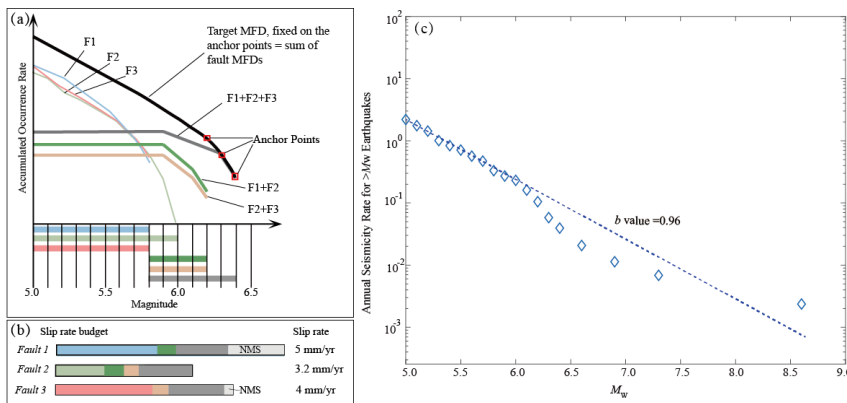 (a)
Target MFD, fixed on the
anchor points = sum of
fault MFDs
F1
F2
F3
F1+F2+F3
Anchor Points
F1+F2
F2+F3
Accumulated Occurrence Rate
5.0 5.5 6.0 6.5
Magnitude
(b) Slip rate budget Slip rate
Fault 1 NMS 5 mm/yr
Fault 2 3.2 mm/yr
Fault 3 NMS 4 mm/yr
(c)
Annual Seismicity Rate for >Mw Earthquakes
10²
10¹
10⁰
10⁻¹
10⁻²
10⁻³
b value =0.96
5.0 5.5 6.0 6.5 7.0 7.5 8.0 8.5 9.0
Mw